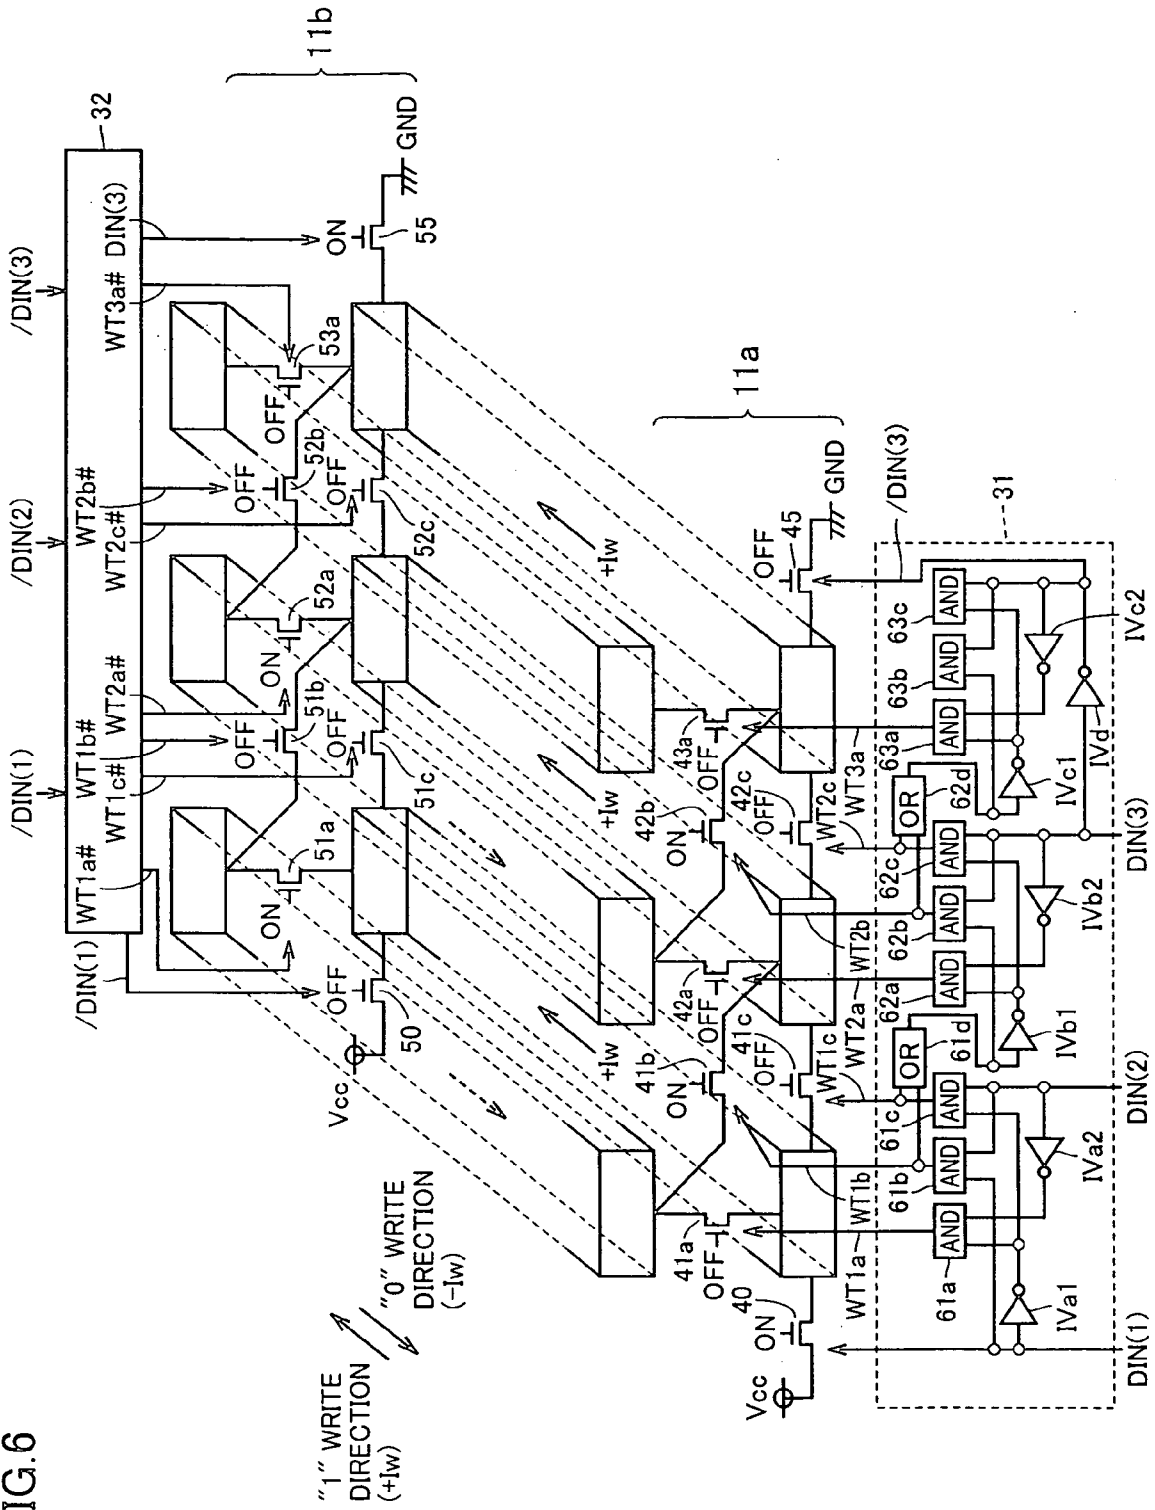 IG.6
"1" WRITE
DIRECTION
(+Iw)
"0" WRITE
DIRECTION
(-Iw)
/DIN(1)
/DIN(2)
/DIN(3)
32
/DIN(1)
WT1a#
WT1c#
WT1b#
WT2a#
WT2c#
WT2b#
WT3a#
DIN(3)
11b
Vcc
OFF
50
ON
51a
OFF
51b
OFF
51c
ON
52a
OFF
52b
OFF
52c
OFF
53a
ON
55
GND
+Iw
+Iw
+Iw
11a
Vcc
ON
40
41a
OFF
ON
41b
OFF
41c
42a
OFF
ON
42b
OFF
42c
43a
OFF
OFF
45
GND
WT1a
WT1b
WT1c
WT2a
WT2b
WT2c
WT3a
/DIN(3)
31
61a
AND
61b
AND
61c
AND
OR
61d
62a
AND
62b
AND
62c
AND
OR
62d
63a
AND
63b
AND
63c
AND
IVa1
IVa2
IVb1
IVb2
IVc1
IVd
IVc2
DIN(1)
DIN(2)
DIN(3)